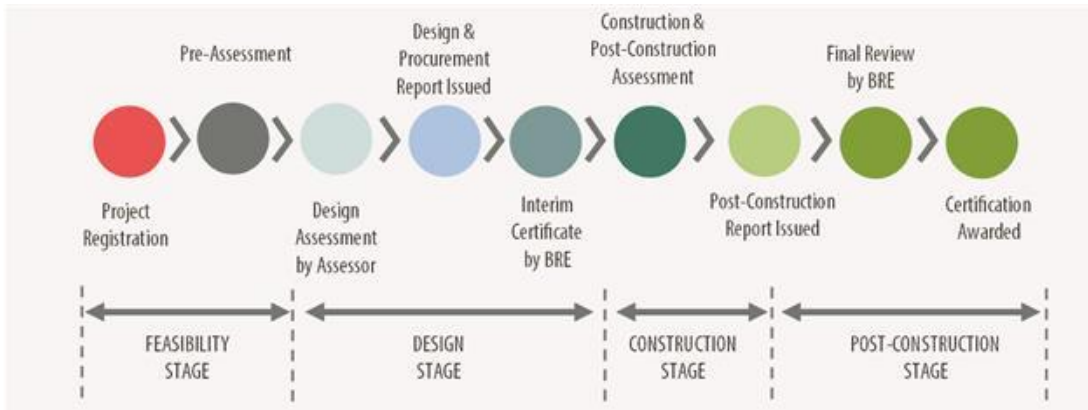 Pre-Assessment
Design &
Procurement
Report Issued
Construction &
Post-Construction
Assessment
Final Review
by BRE
Project
Registration
Design
Assessment
by Assessor
Interim
Certificate
by BRE
Post-Construction
Report Issued
Certification
Awarded
FEASIBILITY
STAGE
DESIGN
STAGE
CONSTRUCTION
STAGE
POST-CONSTRUCTION
STAGE